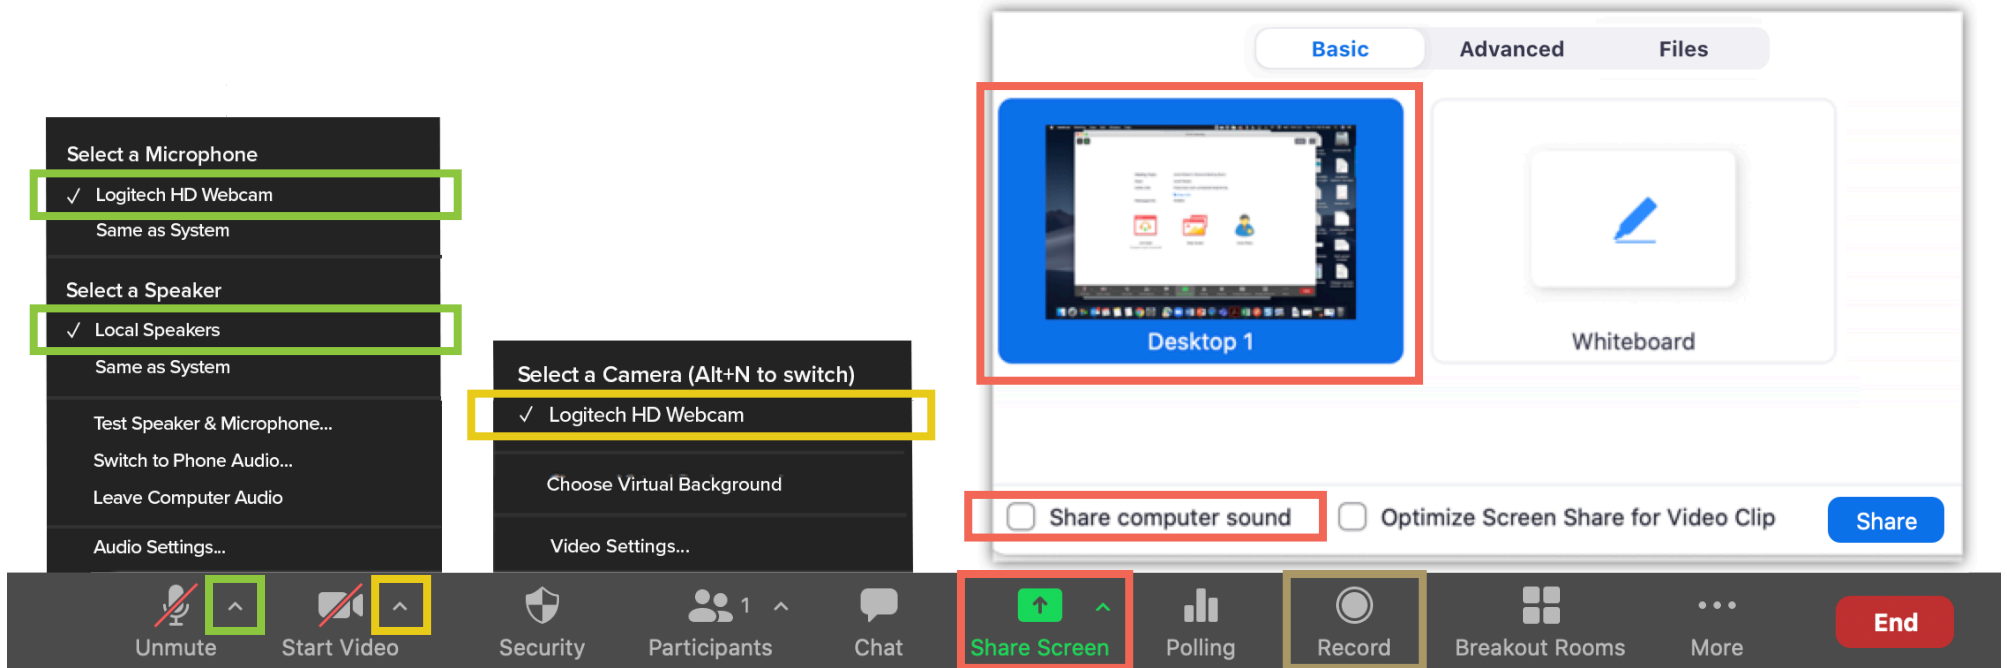 Select a Microphone
✓ Logitech HD Webcam
Same as System
Select a Speaker
✓ Local Speakers
Same as System
Test Speaker & Microphone...
Switch to Phone Audio...
Leave Computer Audio
Audio Settings...
Select a Camera (Alt+N to switch)
✓ Logitech HD Webcam
Choose Virtual Background
Video Settings...
Basic Advanced Files
Desktop 1
Whiteboard
Share computer sound
Optimize Screen Share for Video Clip
Share
Unmute
Start Video
Security
1
Participants
Chat
Share Screen
Polling
Record
Breakout Rooms
More
End